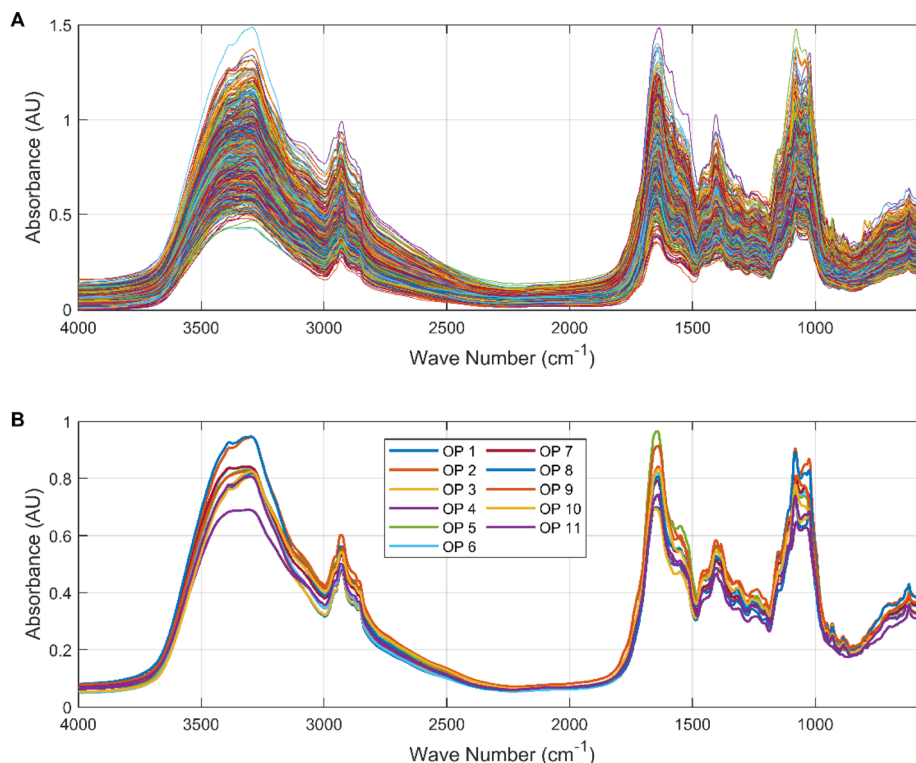 A
1.5
1
0.5
0
Absorbance (AU)
4000 3500 3000 2500 2000 1500 1000
Wave Number (cm⁻¹)
B
1
0.8
0.6
0.4
0.2
0
Absorbance (AU)
OP 1 OP 7
OP 2 OP 8
OP 3 OP 9
OP 4 OP 10
OP 5 OP 11
OP 6
4000 3500 3000 2500 2000 1500 1000
Wave Number (cm⁻¹)